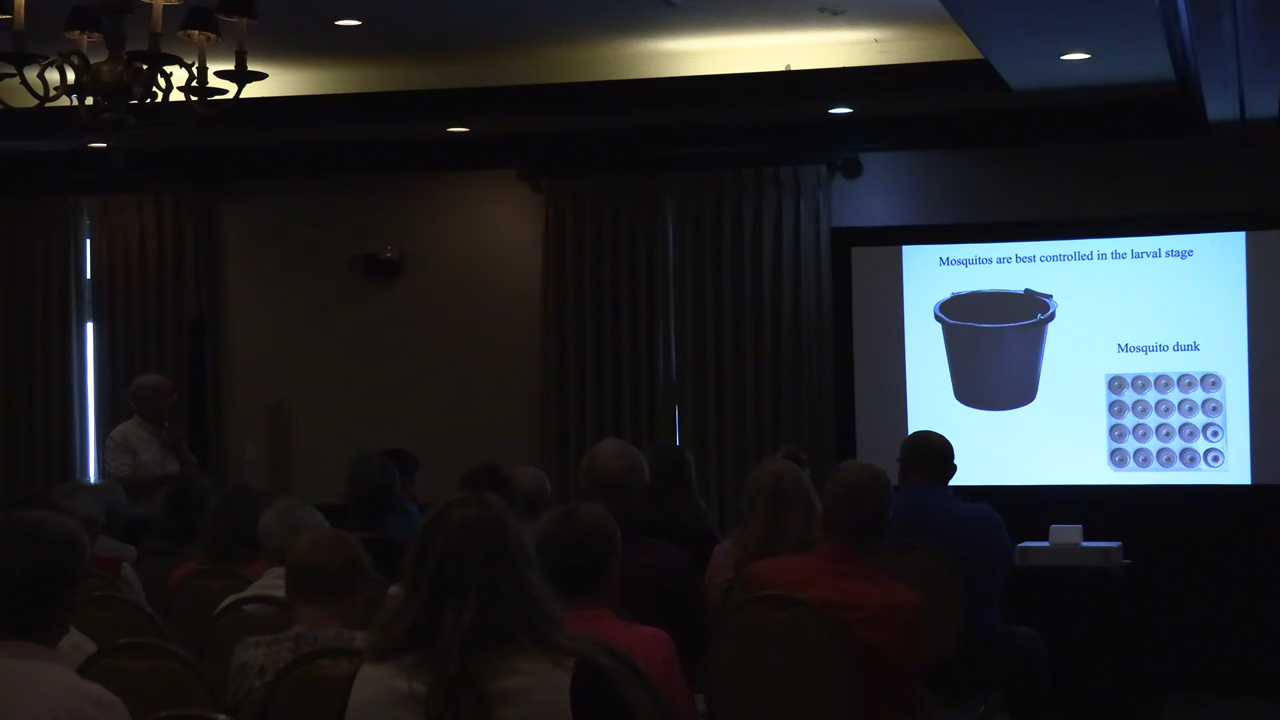 Mosquitos are best controlled in the larval stage
Mosquito dunk